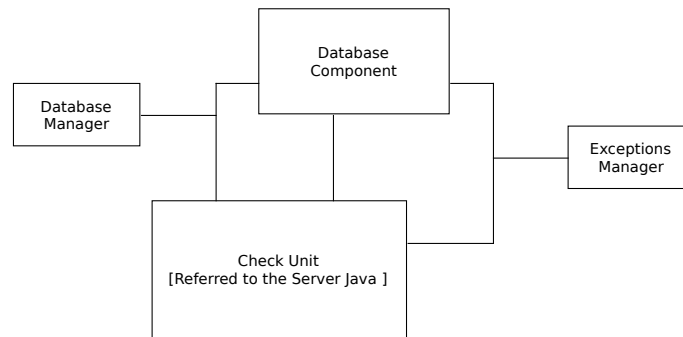 Database
Component
Database
Manager
Exceptions
Manager
Check Unit
[Referred to the Server Java ]